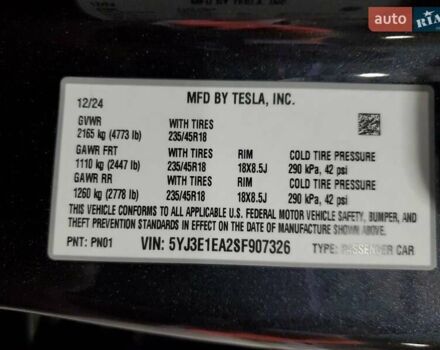 auto RIA
12/24
MFD BY TESLA, INC.
GVWR WITH TIRES
2165 kg (4773 lb) 235/45R18
GAWR FRT WITH TIRES RIM COLD TIRE PRESSURE
1110 kg (2447 lb) 235/45R18 18X8.5J 290 kPa, 42 psi
GAWR RR WITH TIRES RIM COLD TIRE PRESSURE
1260 kg (2778 lb) 235/45R18 18X8.5J 290 kPa, 42 psi
THIS VEHICLE CONFORMS TO ALL APPLICABLE U.S. FEDERAL MOTOR VEHICLE SAFETY, BUMPER, AND
THEFT PREVENTION STANDARDS IN EFFECT ON THE DATE OF MANUFACTURE SHOWN ABOVE.
PNT: PN01 VIN: 5YJ3E1EA2SF907326 TYPE: PASSENGER CAR